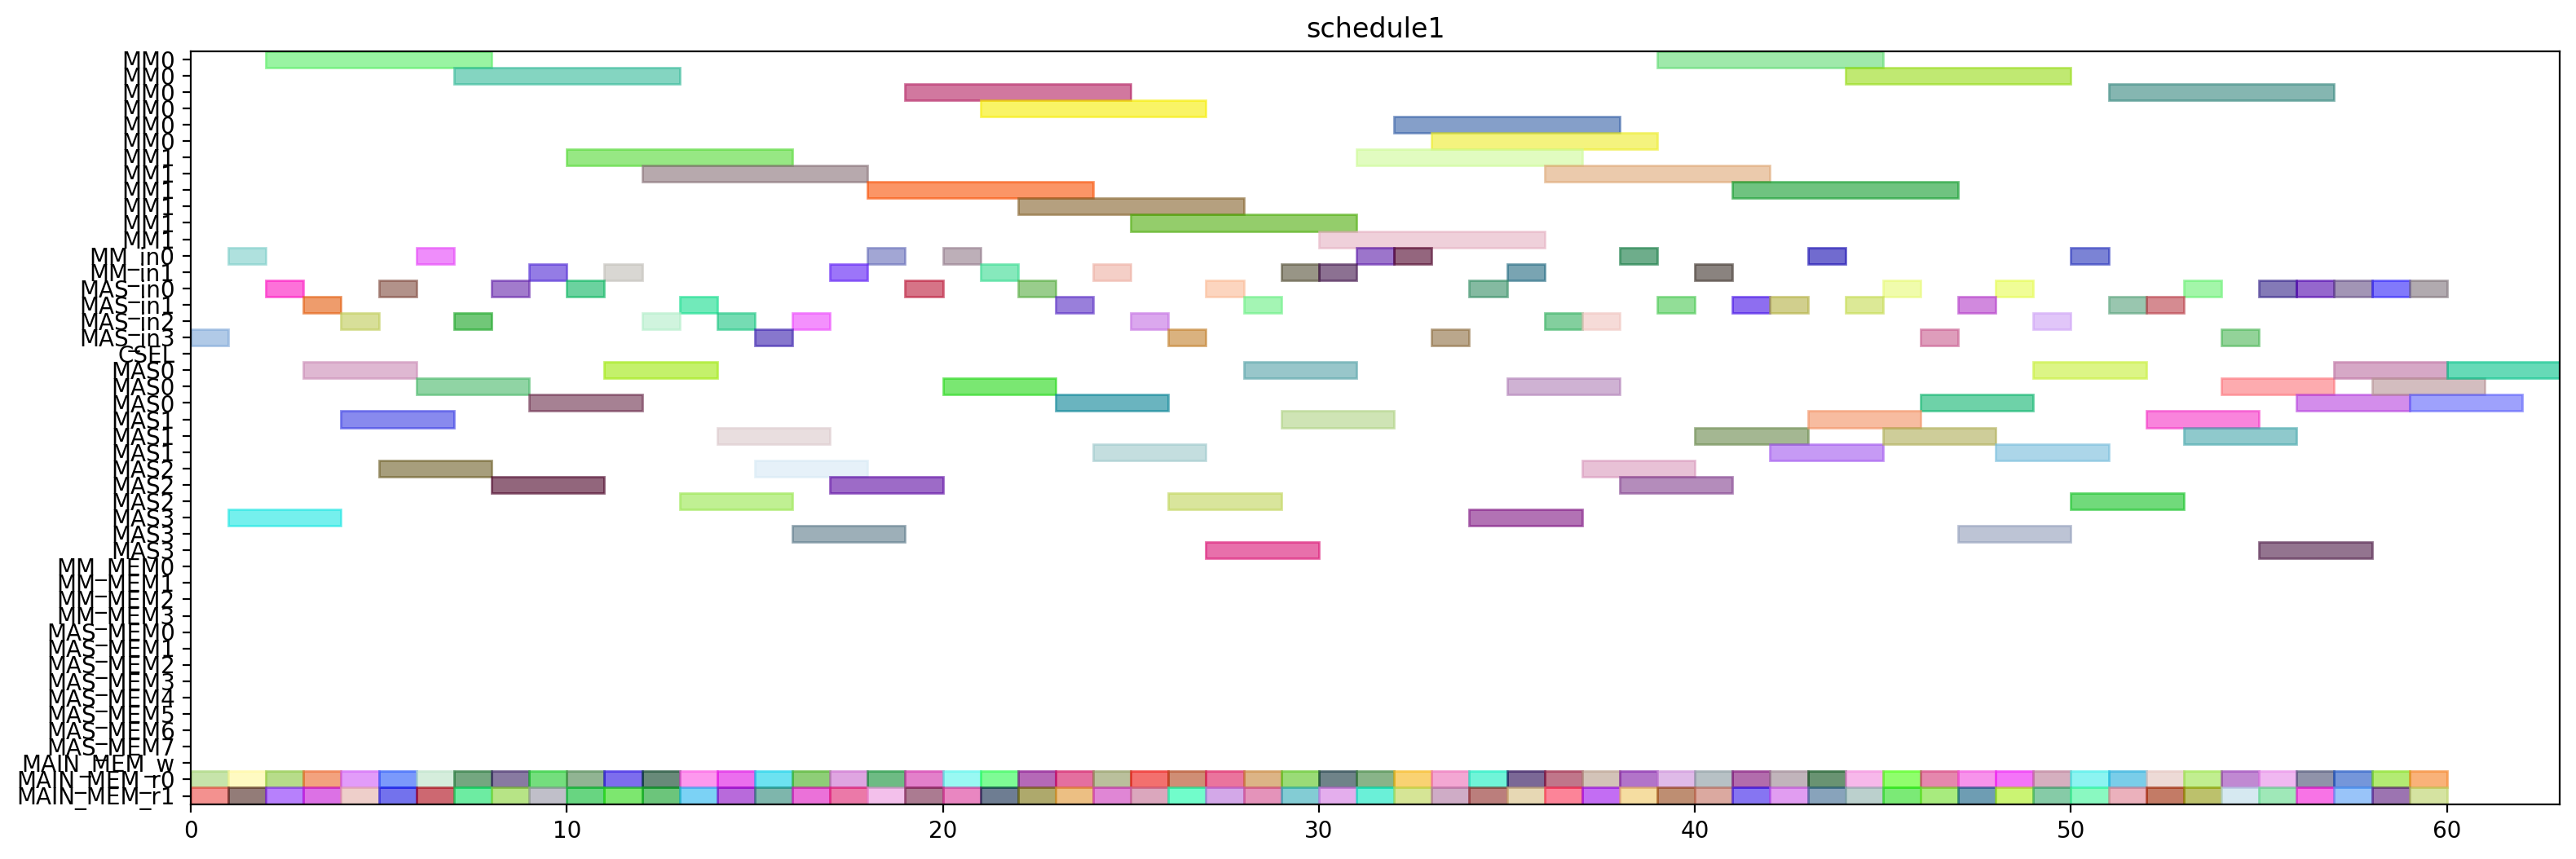 schedule1
MM0
MM0
MM0
MM0
MM0
MM0
MM1
MM1
MM1
MM1
MM1
MM1
MM_in0
MM_in1
MAS_in0
MAS_in1
MAS_in2
MAS_in3
CSEL
MAS0
MAS0
MAS0
MAS1
MAS1
MAS1
MAS2
MAS2
MAS2
MAS3
MAS3
MAS3
MM_MEM0
MM_MEM1
MM_MEM2
MM_MEM3
MAS_MEM0
MAS_MEM1
MAS_MEM2
MAS_MEM3
MAS_MEM4
MAS_MEM5
MAS_MEM6
MAS_MEM7
MAIN_MEM_w
MAIN_MEM_r0
MAIN_MEM_r1
0 10 20 30 40 50 60